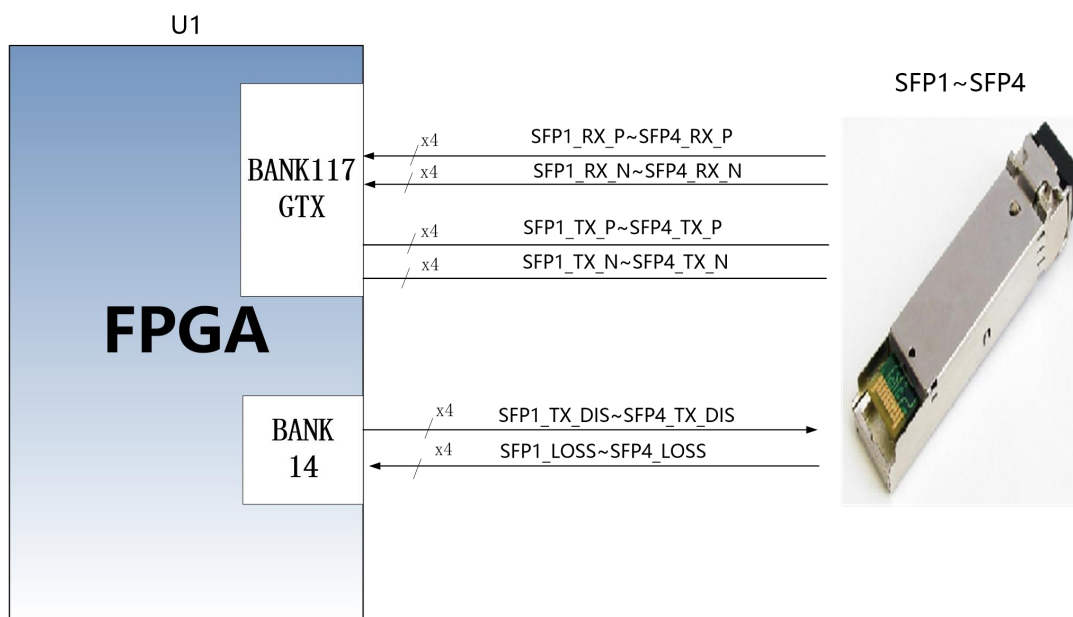 U1
SFP1~SFP4
x4
SFP1_RX_P~SFP4_RX_P
x4
SFP1_RX_N~SFP4_RX_N
BANK117
GTX
x4
SFP1_TX_P~SFP4_TX_P
x4
SFP1_TX_N~SFP4_TX_N
FPGA
x4
SFP1_TX_DIS~SFP4_TX_DIS
BANK
14
x4
SFP1_LOSS~SFP4_LOSS